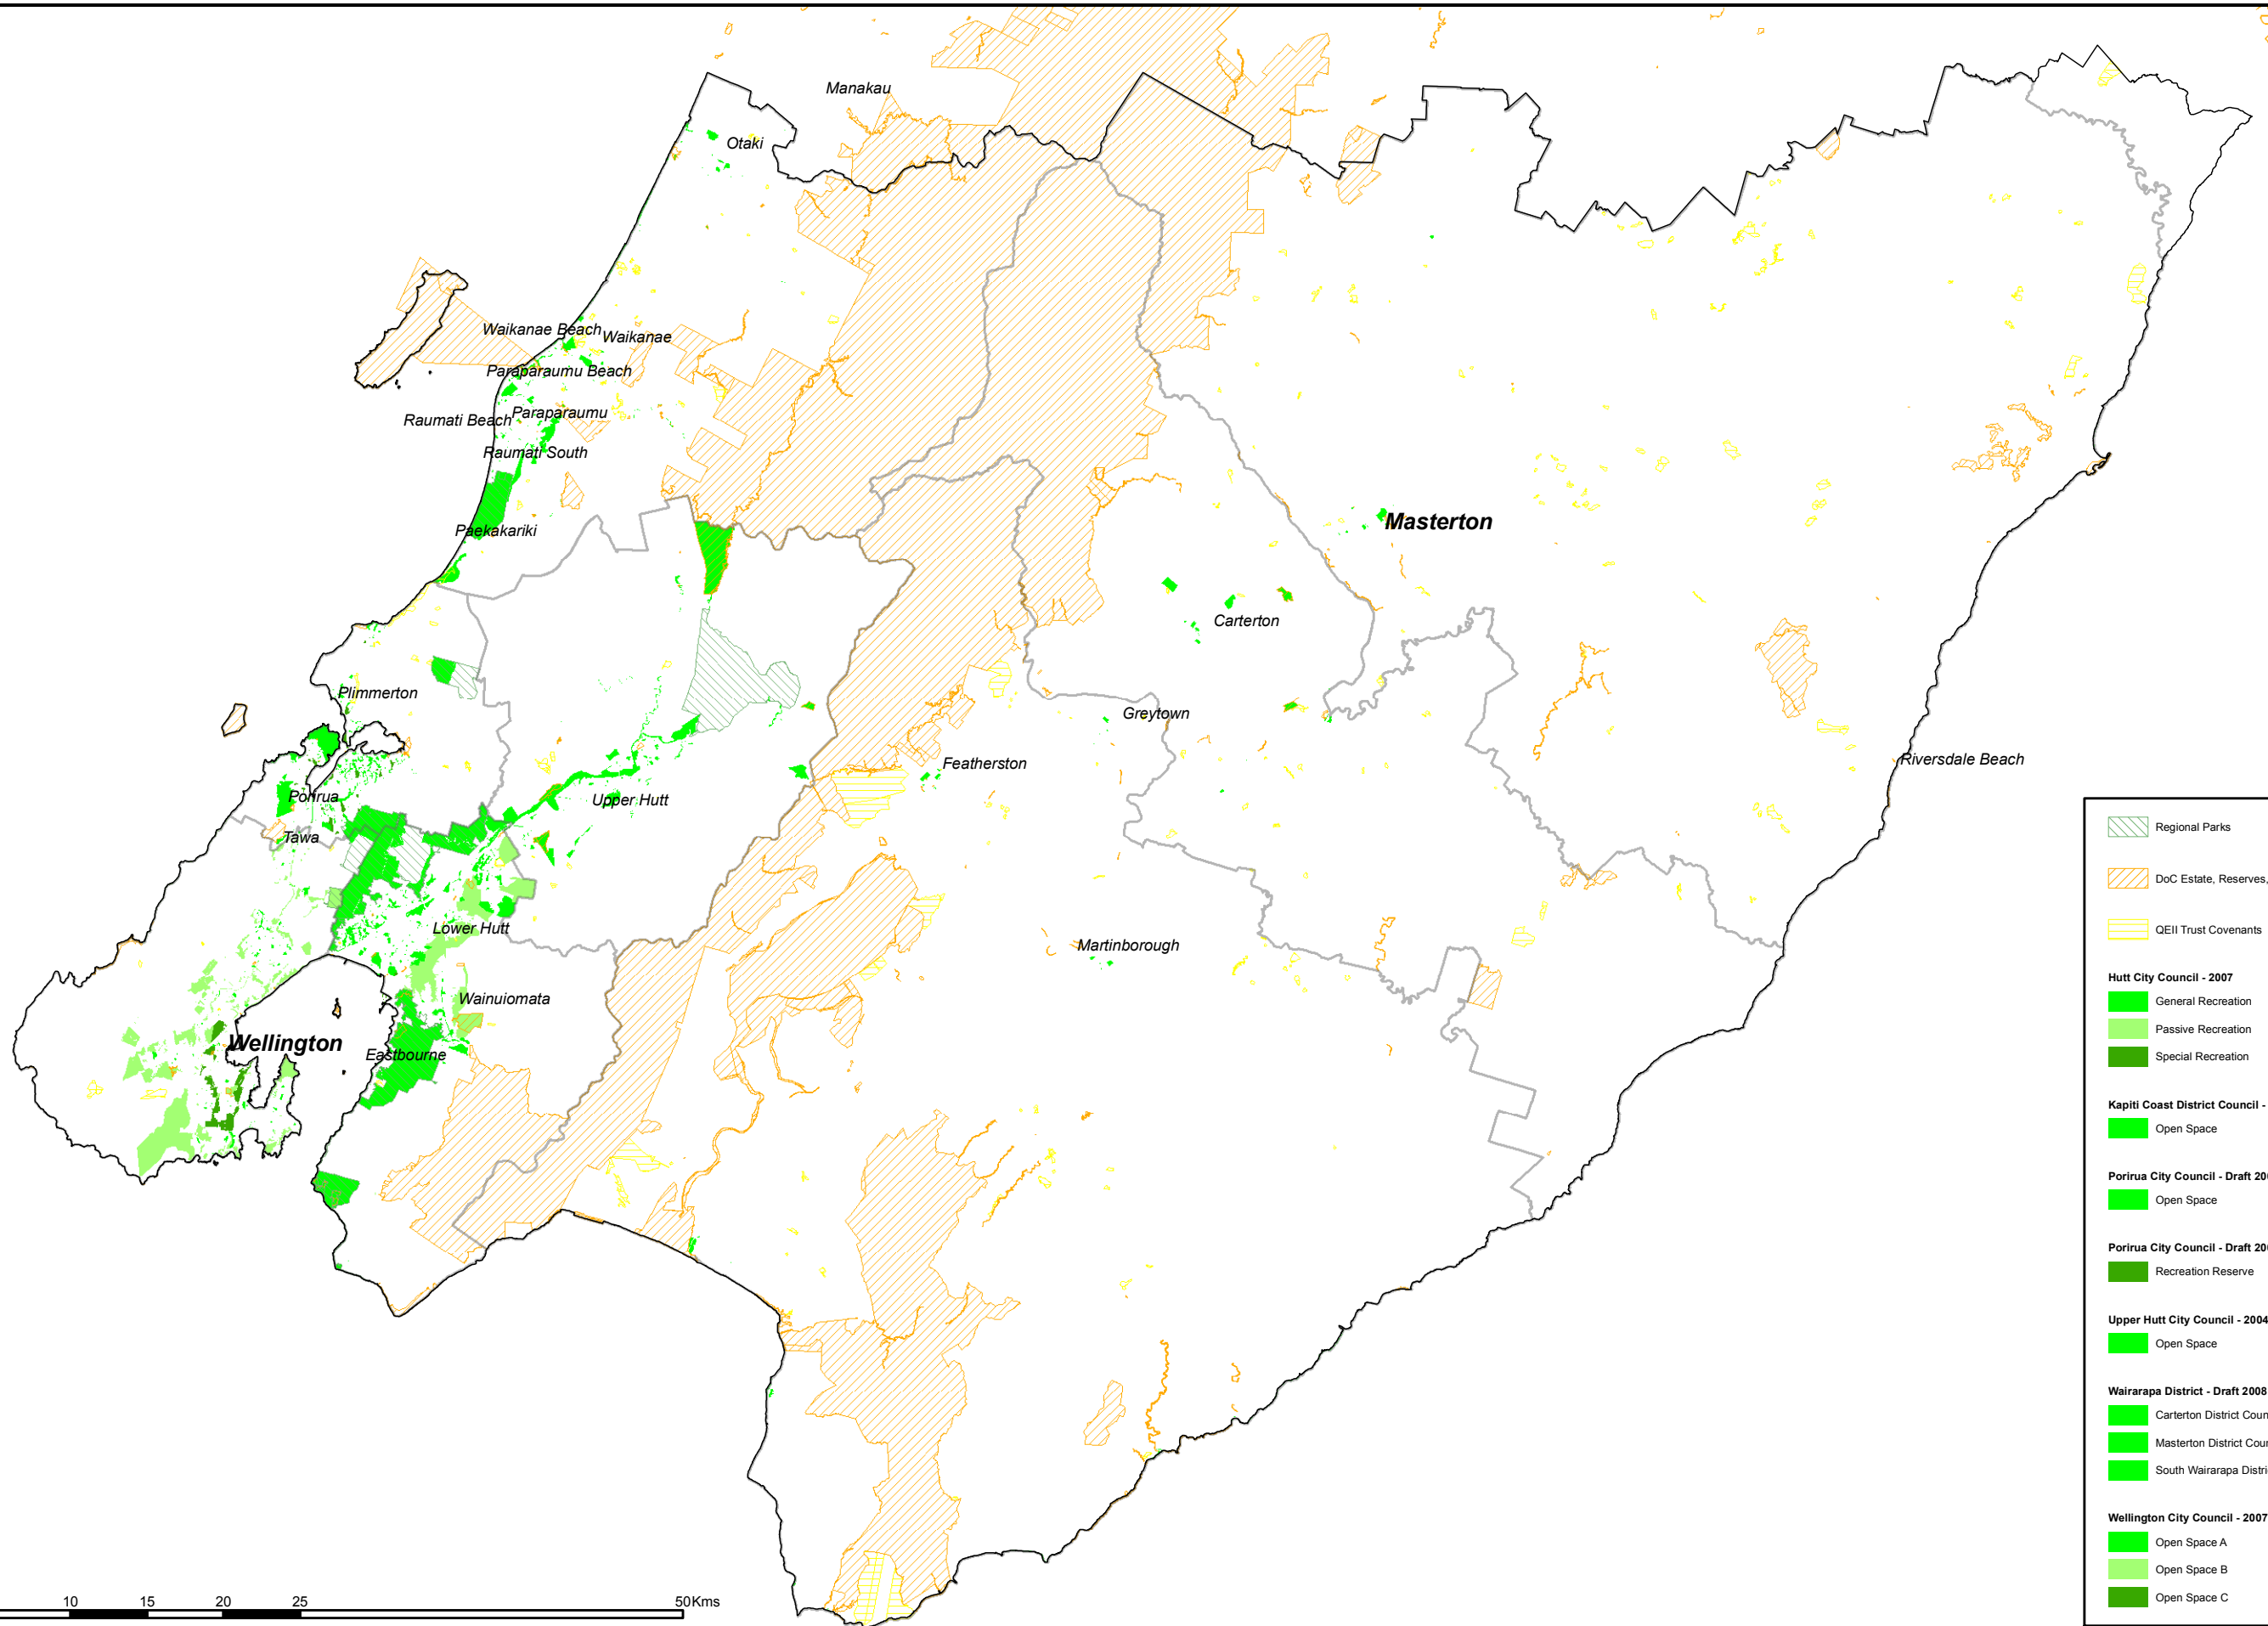 Manakau
Otaki
Waikanae Beach
Waikanae
Paraparaumu Beach
Raumati Beach
Paraparaumu
Raumati South
Paekakariki
Masterton
Carterton
Plimmerton
Greytown
Featherston
Riversdale Beach
Porirua
Upper Hutt
Tawa
Lower Hutt
Martinborough
Wainuiomata
Wellington
Eastbourne
Regional Parks
DoC Estate, Reserves,
QEII Trust Covenants
Hutt City Council - 2007
General Recreation
Passive Recreation
Special Recreation
Kapiti Coast District Council -
Open Space
Porirua City Council - Draft
Open Space
Porirua City Council - Draft
Recreation Reserve
Upper Hutt City Council - 2004
Open Space
Wairarapa District - Draft 2008
Carterton District
Masterton District
South Wairarapa
Wellington City Council - 2007
Open Space A
Open Space B
Open Space C
10 15 20 25 50Kms